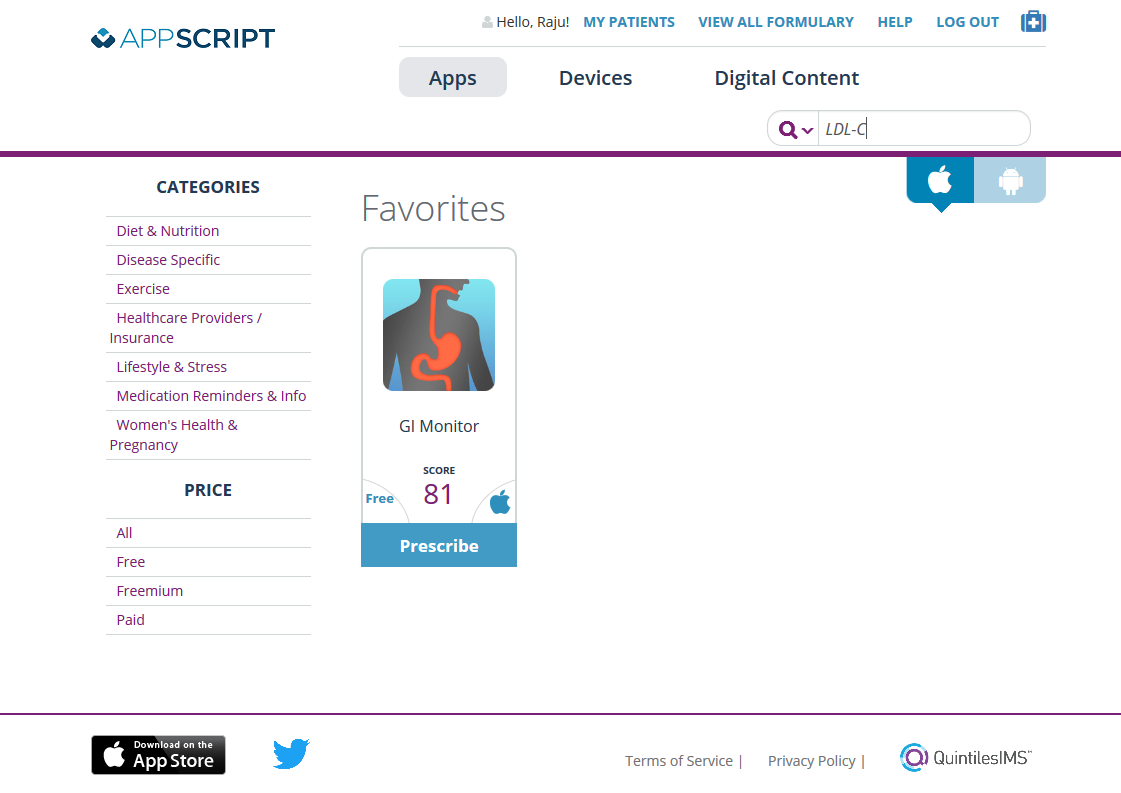 APPSCRIPT
Hello, Raju! MY PATIENTS VIEW ALL FORMULARY HELP LOG OUT
Apps Devices Digital Content
LDL-C
CATEGORIES
Diet & Nutrition
Disease Specific
Exercise
Healthcare Providers /
Insurance
Lifestyle & Stress
Medication Reminders & Info
Women's Health &
Pregnancy
PRICE
All
Free
Freemium
Paid
Favorites
GI Monitor
SCORE
Free 81
Prescribe
Download on the
App Store
Terms of Service | Privacy Policy |
QuintilesIMS™